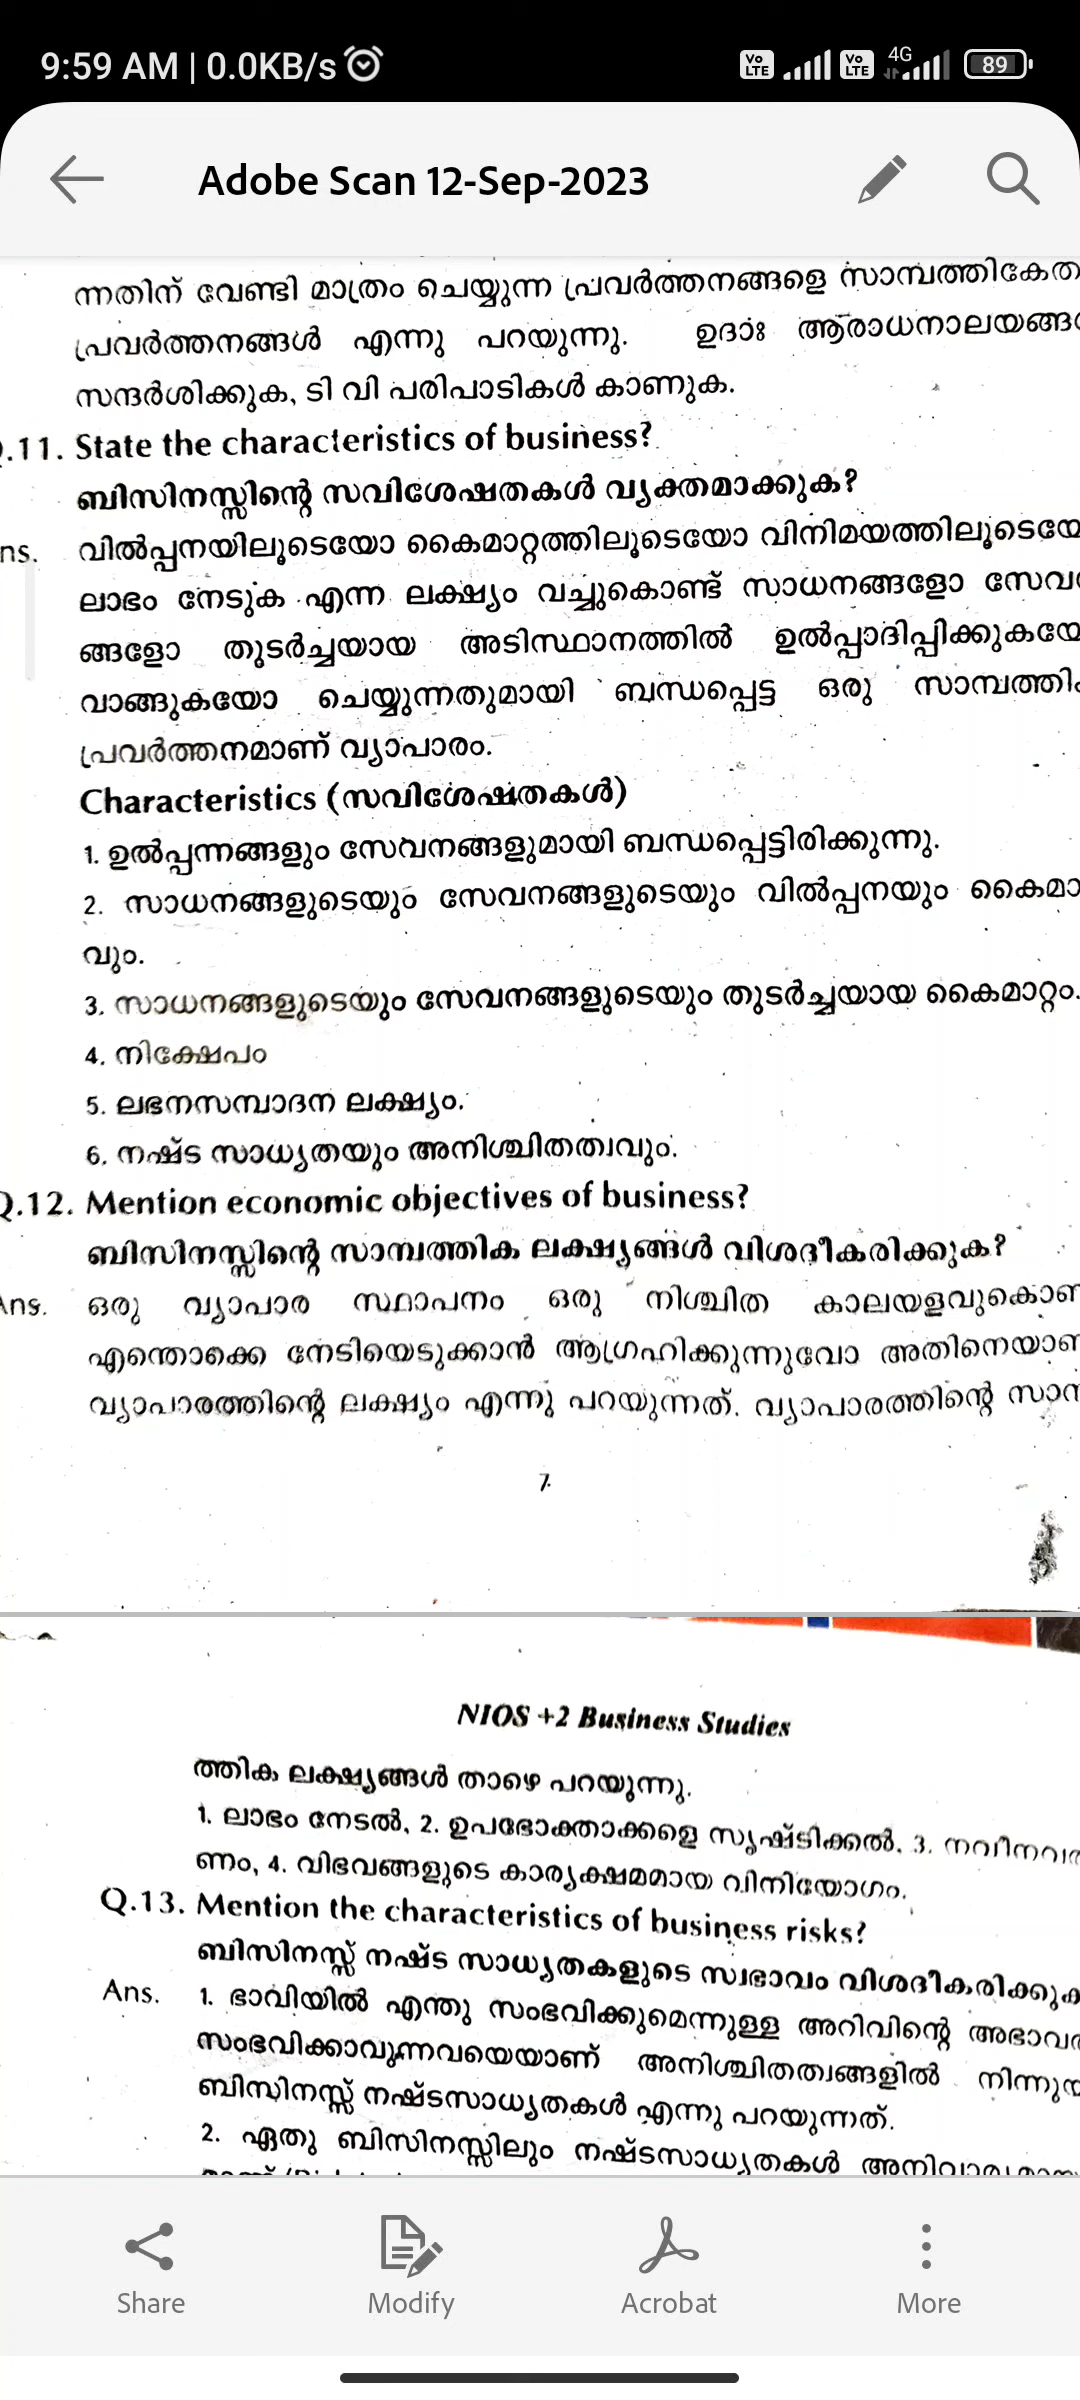 9:59 AM | 0.0KB/s
Vo LTE Vo LTE 4G 89
Adobe Scan 12-Sep-2023
ന്നതിന് വേണ്ടി മാത്രം ചെയ്യുന്ന പ്രവർത്തനങ്ങളെ സാമ്പത്തികേത
പ്രവർത്തനങ്ങൾ എന്നു പറയുന്നു. ഉദാഃ ആരാധനാലയങ്ങ
സന്ദർശിക്കുക, ടി വി പരിപാടികൾ കാണുക.
.11. State the characteristics of business?
ബിസിനസ്സിന്റെ സവിശേഷതകൾ വ്യക്തമാക്കുക?
ns. വിൽപ്പനയിലൂടെയോ കൈമാറ്റത്തിലൂടെയോ വിനിമയത്തിലൂടെയേ
ലാഭം നേടുക എന്ന ലക്ഷ്യം വച്ചുകൊണ്ട് സാധനങ്ങളോ സേവ
ങ്ങളോ തുടർച്ചയായ അടിസ്ഥാനത്തിൽ ഉൽപ്പാദിപ്പിക്കുകയേ
വാങ്ങുകയോ ചെയ്യുന്നതുമായി ബന്ധപ്പെട്ട ഒരു സാമ്പത്തി
പ്രവർത്തനമാണ് വ്യാപാരം.
Characteristics (സവിശേഷതകൾ)
1. ഉൽപ്പന്നങ്ങളും സേവനങ്ങളുമായി ബന്ധപ്പെട്ടിരിക്കുന്നു.
2. സാധനങ്ങളുടെയും സേവനങ്ങളുടെയും വിൽപ്പനയും കൈമാ
വും.
3. സാധനങ്ങളുടെയും സേവനങ്ങളുടെയും തുടർച്ചയായ കൈമാറ്റം.
4. നിക്ഷേപം
5. ലഭനസമ്പാദന ലക്ഷ്യം.
6. നഷ്ട സാധ്യതയും അനിശ്ചിതത്വവും.
Q.12. Mention economic objectives of business?
ബിസിനസ്സിന്റെ സാമ്പത്തിക ലക്ഷ്യങ്ങൾ വിശദീകരിക്കുക?
Ans. ഒരു വ്യാപാര സ്ഥാപനം ഒരു നിശ്ചിത കാലയളവുകൊ
എന്തൊക്കെ നേടിയെടുക്കാൻ ആഗ്രഹിക്കുന്നുവോ അതിനെയാ
വ്യാപാരത്തിന്റെ ലക്ഷ്യം എന്നു പറയുന്നത്. വ്യാപാരത്തിന്റെ സാ
7
NIOS +2 Business Studies
ത്തിക ലക്ഷ്യങ്ങൾ താഴെ പറയുന്നു.
1. ലാഭം നേടൽ, 2. ഉപഭോക്താക്കളെ സൃഷ്ടിക്കൽ, 3. നവീനവ
ണം, 4. വിഭവങ്ങളുടെ കാര്യക്ഷമമായ വിനിയോഗം.
Q.13. Mention the characteristics of business risks?
ബിസിനസ്സ് നഷ്ട സാധ്യതകളുടെ സ്വഭാവം വിശദീകരിക്കുക
Ans. 1. ഭാവിയിൽ എന്തു സംഭവിക്കുമെന്നുള്ള അറിവിന്റെ അഭാവ
സംഭവിക്കാവുന്നവയെയാണ് അനിശ്ചിതത്വങ്ങളിൽ നിന്നുയ
ബിസിനസ്സ് നഷ്ടസാധ്യതകൾ എന്നു പറയുന്നത്.
2. ഏതു ബിസിനസ്സിലും നഷ്ടസാധ്യതകൾ
Share Modify Acrobat More